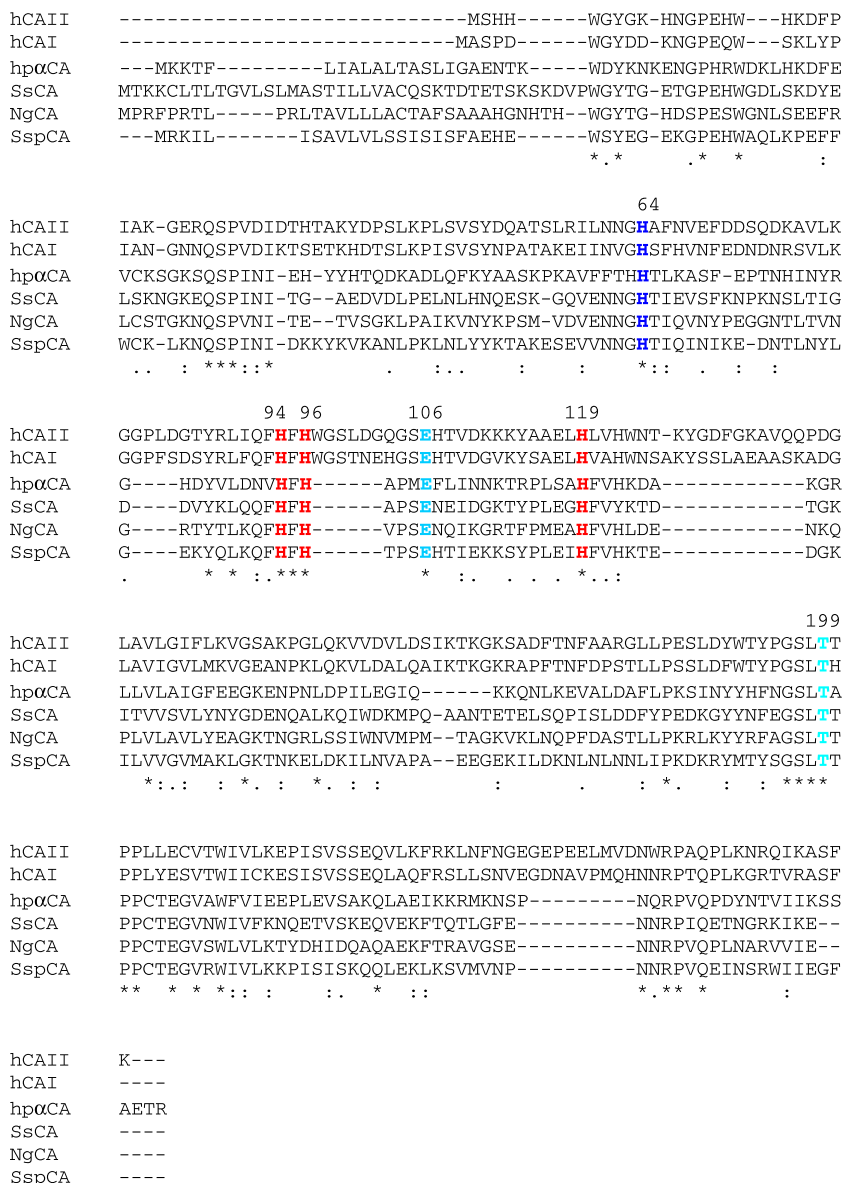 hCAII -----------------------------MSHH------WGYGK-HNGPEHW---HKDFP
hCAI ----------------------------MASPD------WGYDD-KNGPEQW---SKLYP
hpαCA ---MKKTF-------LIALALTASLIGAENTK------WDYKNKENGPHRWDKLHKDFE
SsCA MTKKCLTLTGVLSLMASTILLVACQSKTDTETSKSKDVPWGYTG-ETGPEHWGDLSKDYE
NgCA MPRFPRTL-----PRLTAVLLLACTAFSAAAHGNHTH--WGYTG-HDSPESWGNLSEEFR
SspCA ---MRKIL-------ISAVLVLSSISISFSAEHE-----WSYEG-EKGPEHWAQLKPEFF
*.* .* * :
64
hCAII IAK-GERQSPVDIDTHTAKYDPSLKPLSVSYDQATSLRILNNGHAFNVEFDDSQDKAVLK
hCAI IAN-GNNQSPVDIKTSETKHDTSLKPISVSYNPATAKEIINVGHSFHVNFEDNDNRSVLK
hpαCA VCKSGKSQSPINI-EH-YYHTQDKADLQFKYAASKPKAVFFTHHTLKASF-EPTNHINYR
SsCA LSKNGKEQSPINI-TG--AEDVDLPELNLHNQESK-GQVENNGHTIEVSFKNPKNSLTIG
NgCA LCSTGKNQSPVNI-TE--TVSGKLPAIKVNYKPSM-VDVENNGHTIQVNYPEGGNTLTVN
SspCA WCK-LKNQSPINI-DKKYKVKANLPKLNLYYKTAKESEVVNNGHTIQINIKE-DNTLNYL
.. : ***:* : :.. : *:: : :
94 96 106 119
hCAII GGPLDGTYRLIQFHFHWGSLDGQGSEHTVDKKKYAAELHLVHWNT-KYGDFGKAVQQPDG
hCAI GGPFSDSYRLFQFHFHWGSTNEHGSEHTVDGVKYSAELHVAHWNSAKYSSLAEAASKADG
hpαCA G----HDYVLDNVHFH------APMEFLINNKTRPLSAHFVHKDA-----------KGR
SsCA D----DVYKLQQFHFH------APSENEIDGKTYPLEGHFVYKTD-----------TGK
NgCA G----RTYTLKQFHFH------VPSENQIKGRTFPMEAHFVHLDE-----------NKQ
SspCA G----EKYQLKQFHFH------TPSEHTIEKKSYPLEIHFVHKTE-----------DGK
. * * :.*** * :. . . . *..:
199
hCAII LAVLGIFLKVGSAKPGLQKVVDVLDSIKTKGKSADFTNFAARGLLPESLDYWTYPGSLTT
hCAI LAVIGVLMKVGEANPKLQKVLDALQAIKTKGKRAPFTNFDPSTLLPSSLDFWTYPGSLTH
hpαCA LLVLAIGFEEGKENPNLDPILEGIQ------KKQNLKEVALDAFLPKSINYYHFNGSLTA
SsCA ITVVSVLYNYGDENQALKQIWDKMPQ-AANTETELSQPISLDDFYPEDKGYYNFEGSLTT
NgCA PLVLAVLYEAGKTNGRLSSIWNVMPM--TAGKVKLNQPFDASTLLPKRLKYYRFAGSLTT
SspCA ILVVGVMAKLGKTNKELDKILNVAPA--EEGEKILDKNLNLNNLIPKDKRYMTYSGSLTT
*:.: : *. : *. : : : . : *. : :****
hCAII PPLLECVTWIVLKEPISVSSEQVLKFRKLNFNGEGEPEELMVDNWRPAQPLKNRQIKASF
hCAI PPLYESVTWIICKESISVSSEQLAQFRSLLSNVEGDNAVPMQHNNRPTQPLKGRTVRASF
hpαCA PPCTEGVAWFVIEEPLEVSAKQLAEIKKRMKNSP----------NQRPVQPDYNTVIIKSS
SsCA PPCTEGVNWIVFKNQETVSKEQVEKFTQTLGFE----------NNRPIQETNGRKIKE--
NgCA PPCTEGVSWLVLKTYDHIDQAQAEKFTRAVGSE----------NNRPVQPLNARVVIE--
SspCA PPCTEGVRWIVLKKPISISKQQLEKLKSVMVNP----------NNRPVQEINSRWIIEGF
** * * *:: : :. * :: *.** * :
hCAII K---
hCAI ----
hpαCA AETR
SsCA ----
NgCA ----
SspCA ----